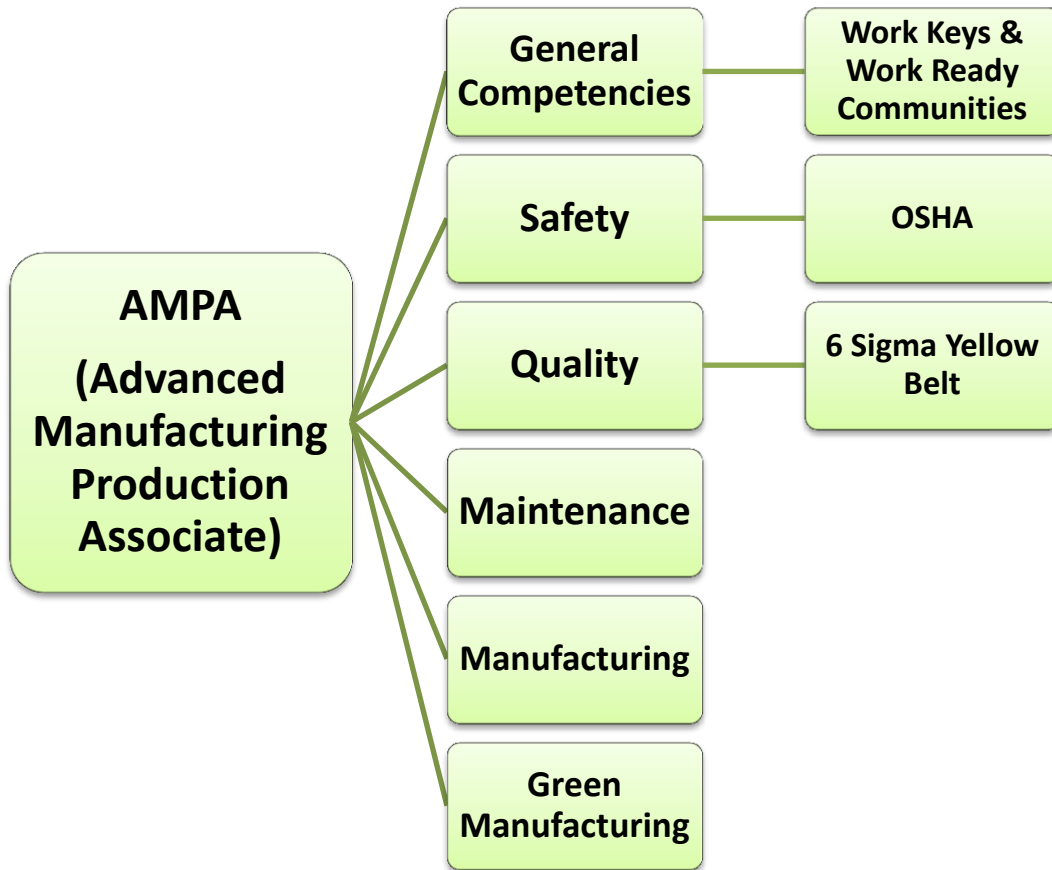 AMPA
(Advanced
Manufacturing
Production
Associate)
General
Competencies
Work Keys &
Work Ready
Communities
Safety
OSHA
Quality
6 Sigma Yellow
Belt
Maintenance
Manufacturing
Green
Manufacturing